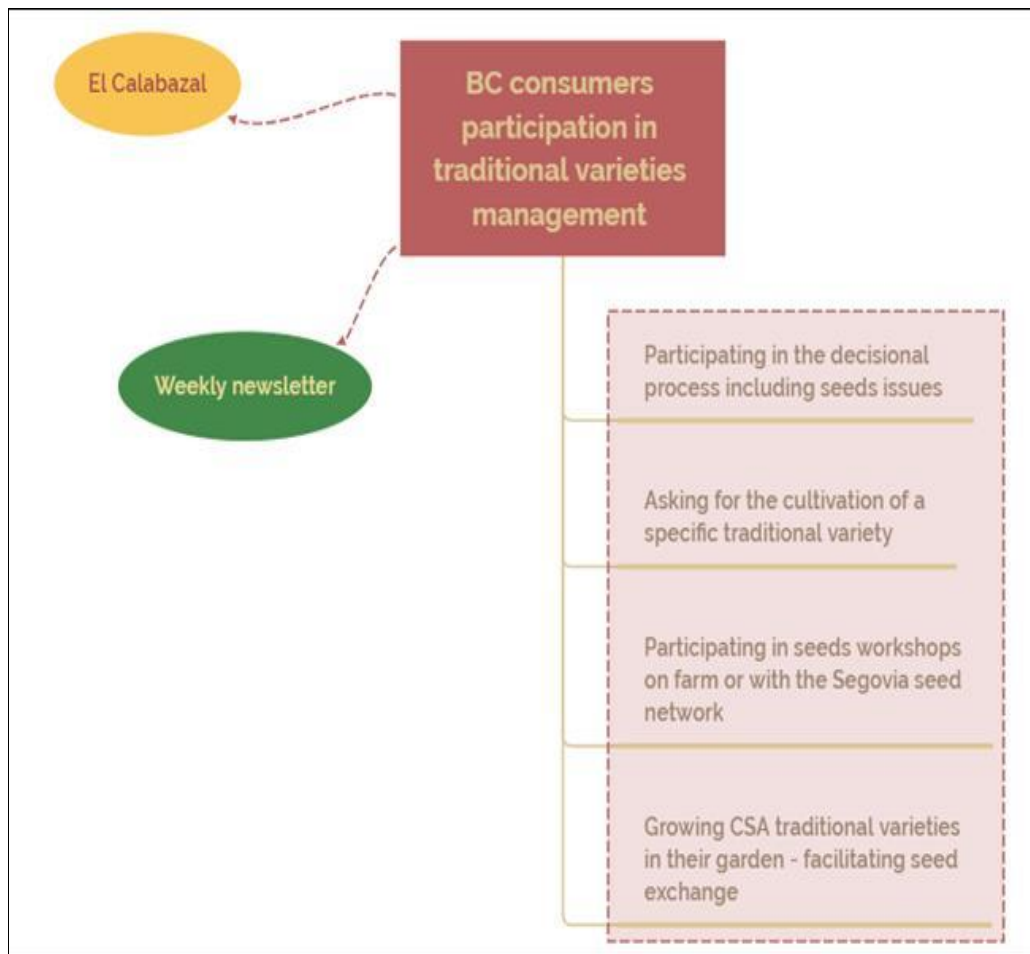 El Calabazal
BC consumers
participation in
traditional varieties
management
Weekly newsletter
Participating in the decisional
process including seeds issues
Asking for the cultivation of a
specific traditional variety
Participating in seeds workshops
on farm or with the Segovia seed
network
Growing CSA traditional varieties
in their garden - facilitating seed
exchange